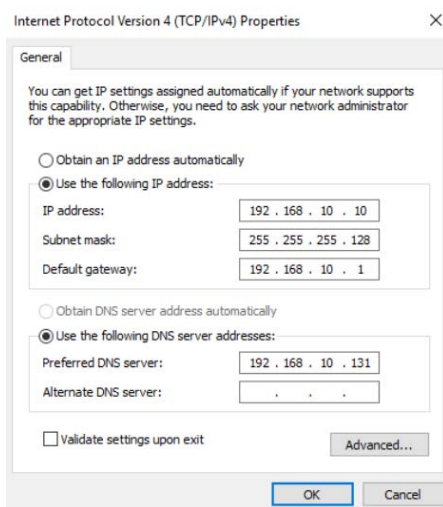 Internet Protocol Version 4 (TCP/IPv4) Properties
General
You can get IP settings assigned automatically if your network supports
this capability. Otherwise, you need to ask your network administrator
for the appropriate IP settings.
Obtain an IP address automatically
Use the following IP address:
IP address: 192 . 168 . 10 . 10
Subnet mask: 255 . 255 . 255 . 128
Default gateway: 192 . 168 . 10 . 1
Obtain DNS server address automatically
Use the following DNS server addresses:
Preferred DNS server: 192 . 168 . 10 . 131
Alternate DNS server: . . .
Validate settings upon exit
Advanced...
OK Cancel